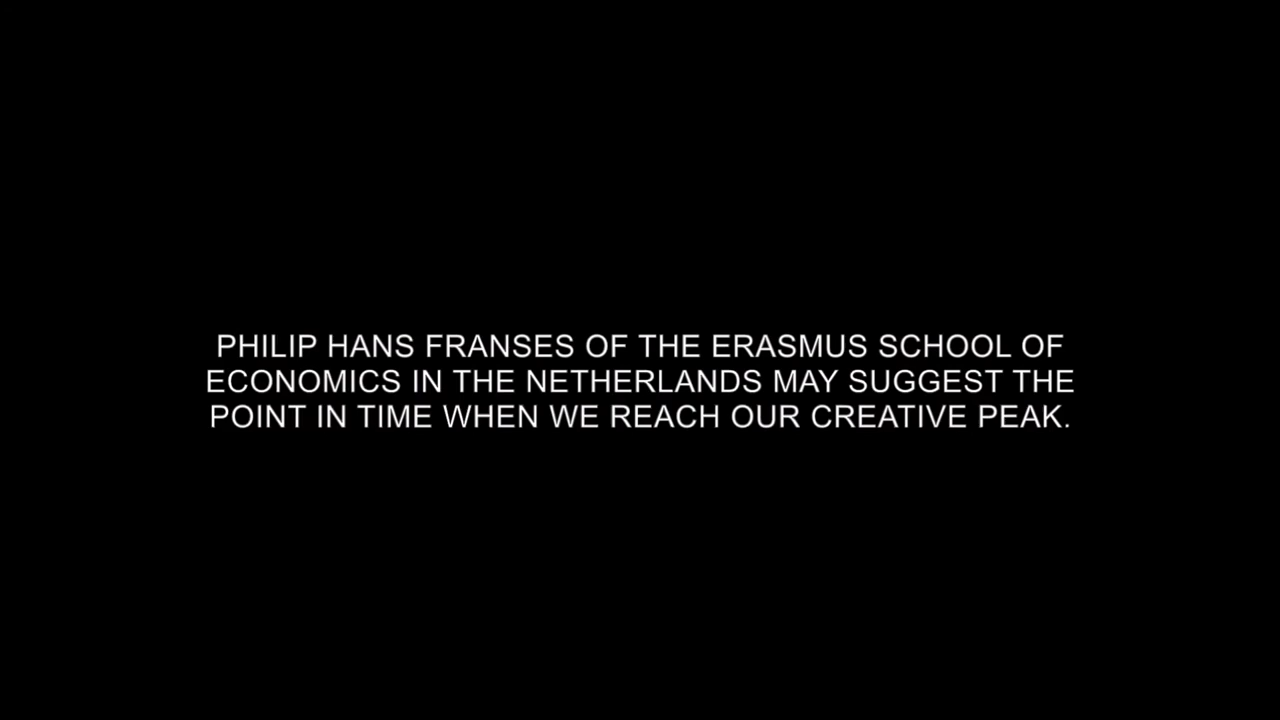 PHILIP HANS FRANSES OF THE ERASMUS SCHOOL OF
ECONOMICS IN THE NETHERLANDS MAY SUGGEST THE
POINT IN TIME WHEN WE REACH OUR CREATIVE PEAK.